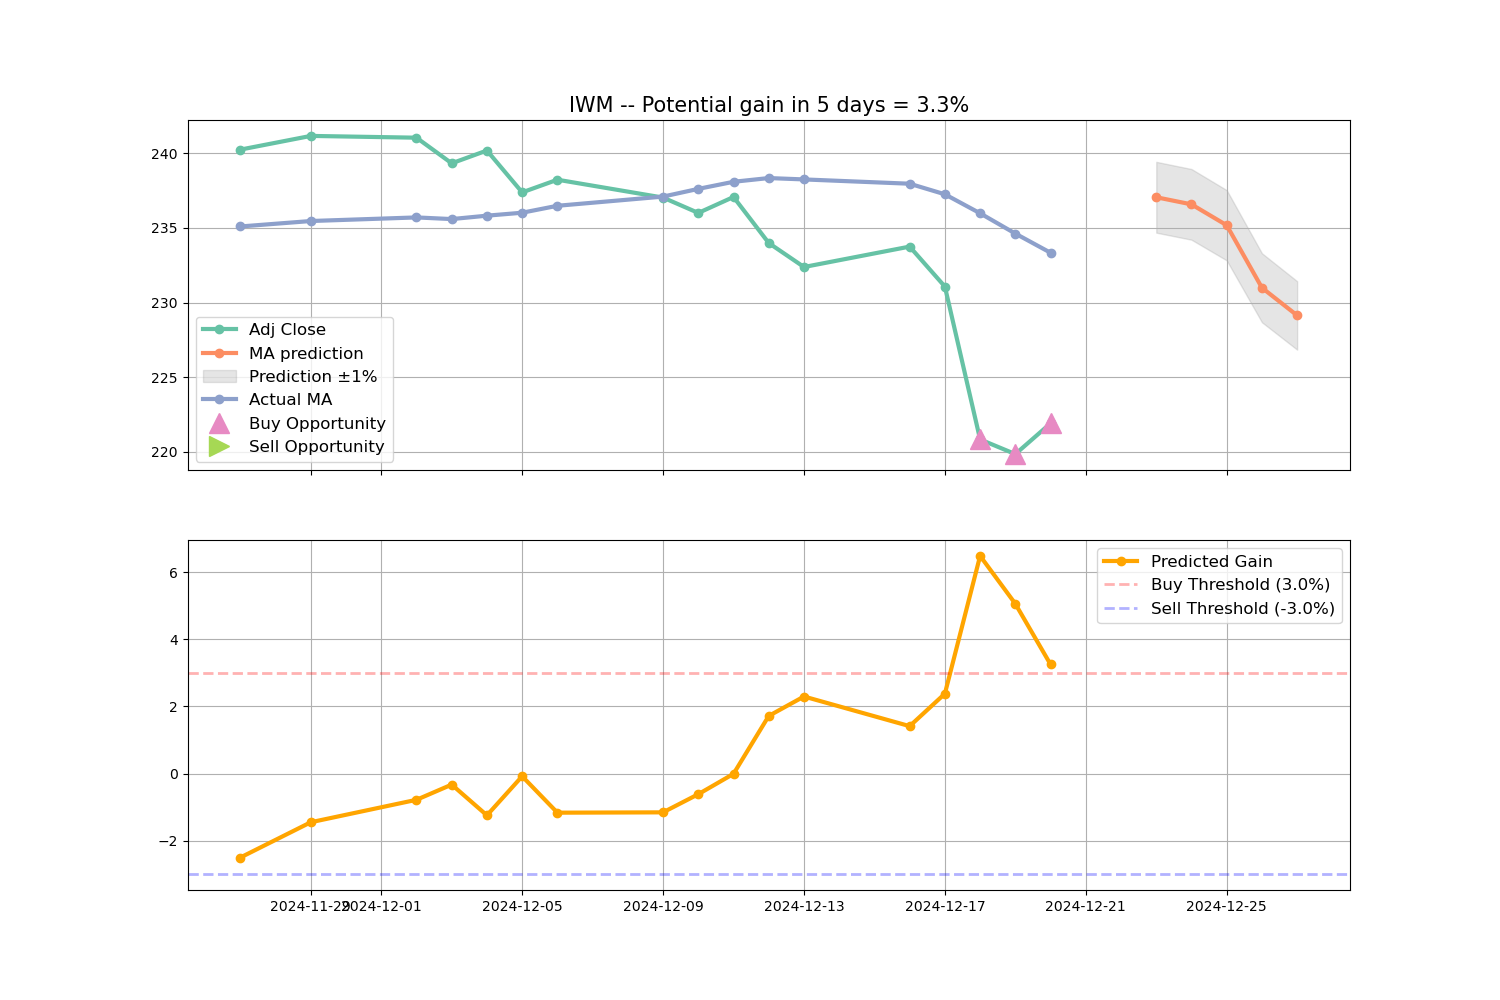 IWM -- Potential gain in 5 days = 3.3%
240
235
230
225
220
Adj Close
MA prediction
Prediction ±1%
Actual MA
Buy Opportunity
Sell Opportunity
6
4
2
0
−2
Predicted Gain
Buy Threshold (3.0%)
Sell Threshold (-3.0%)
2024-11-29 2024-12-01 2024-12-05 2024-12-09 2024-12-13 2024-12-17 2024-12-21 2024-12-25